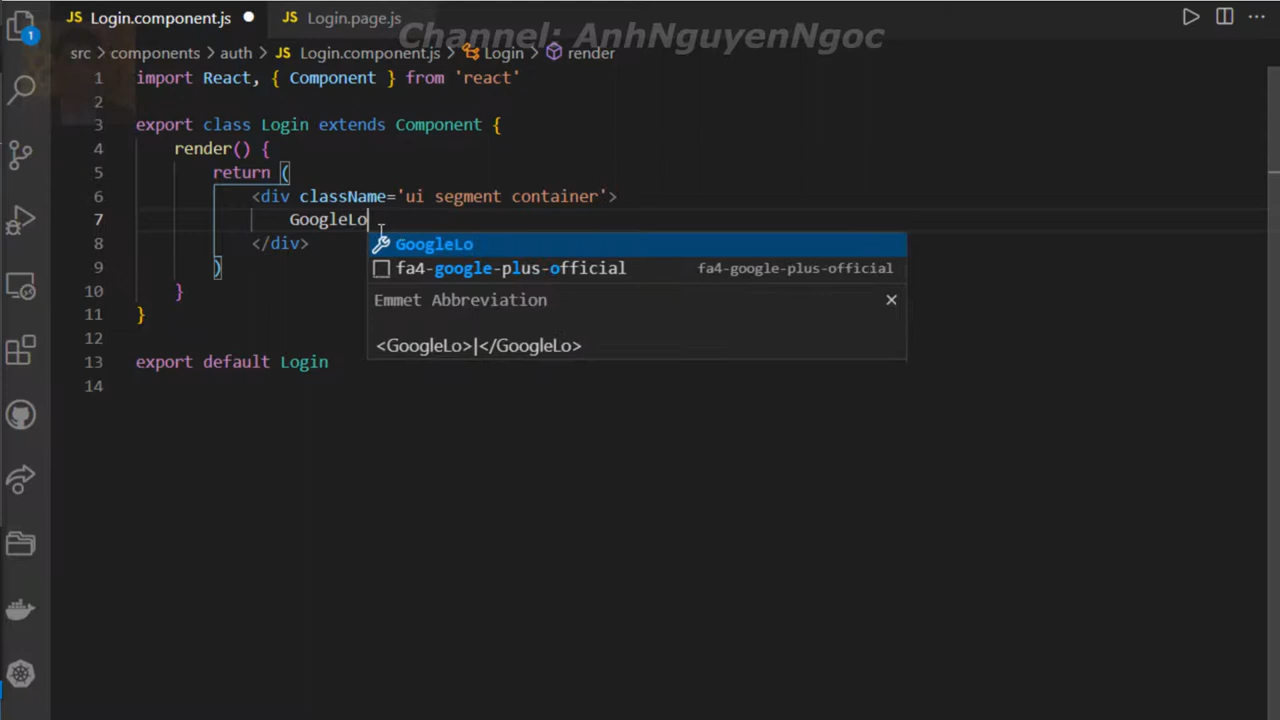 Login.component.js Login.page.js
Channel: AnhNguyenNgoc
src > components > auth > JS Login.component.js > Login > render
1 import React, { Component } from 'react'
2
3 export class Login extends Component {
4 render() {
5 return (
6 <div className='ui segment container'>
7 GoogleLo
8 </div>
9 )
10 }
11 }
12
13 export default Login
14
GoogleLo
fa4-google-plus-official fa4-google-plus-official
Emmet Abbreviation
<GoogleLo>|</GoogleLo>
1